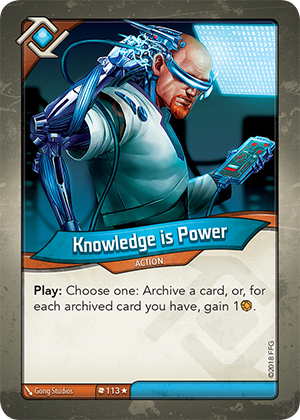 Knowledge is Power
ACTION
Play: Choose one: Archive a card, or, for
each archived card you have, gain 1.
Gong Studios
113★
©2018 FFG